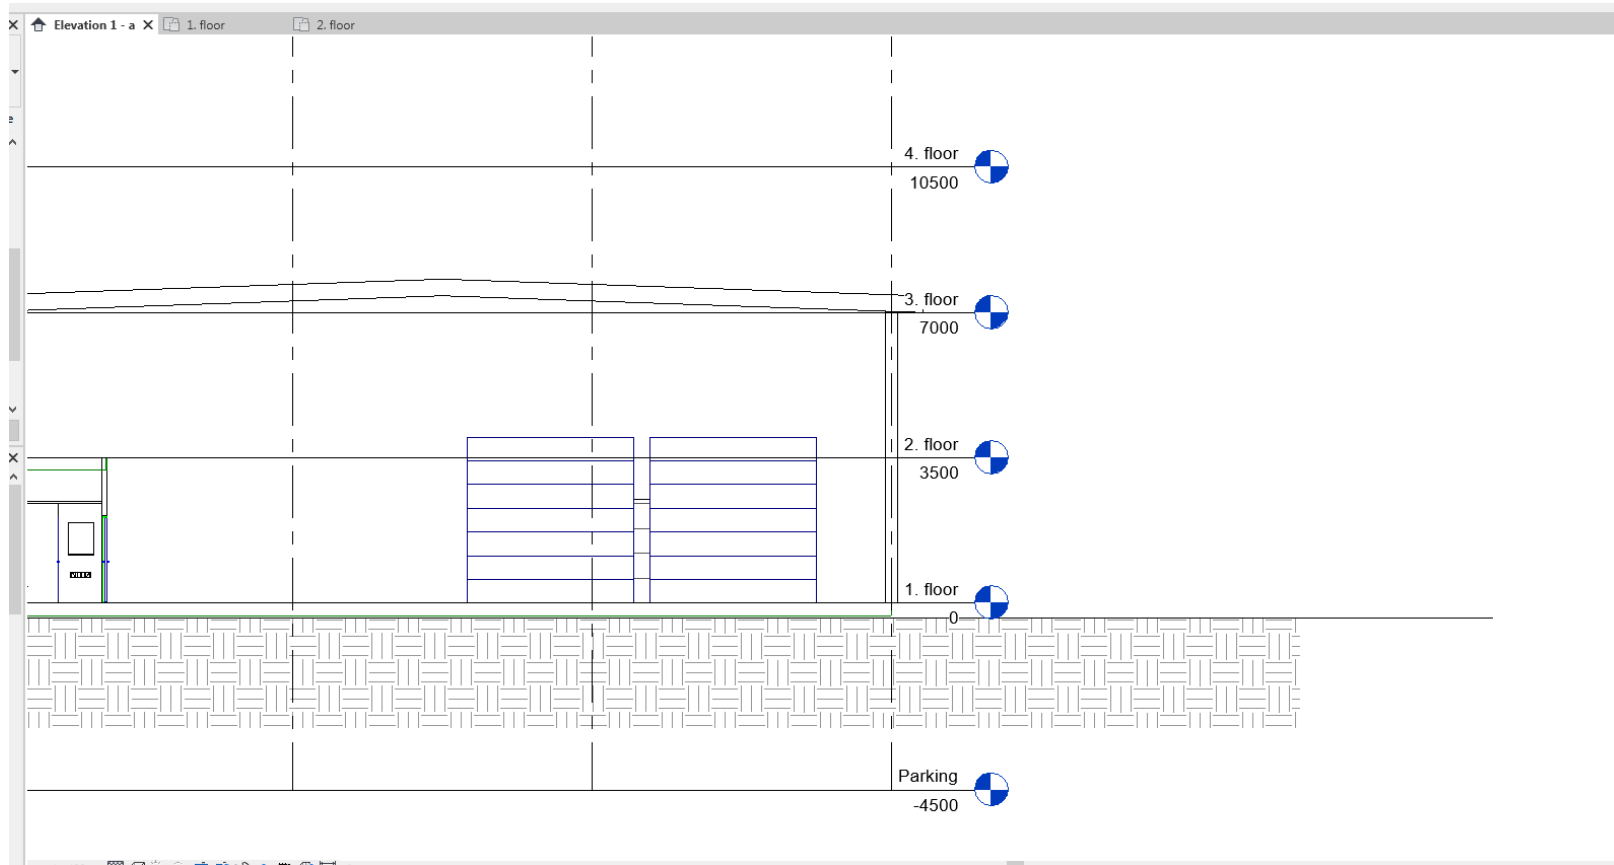 Elevation 1 - a
1. floor
2. floor
e
4. floor
10500
3. floor
7000
2. floor
3500
1. floor
0
Parking
-4500